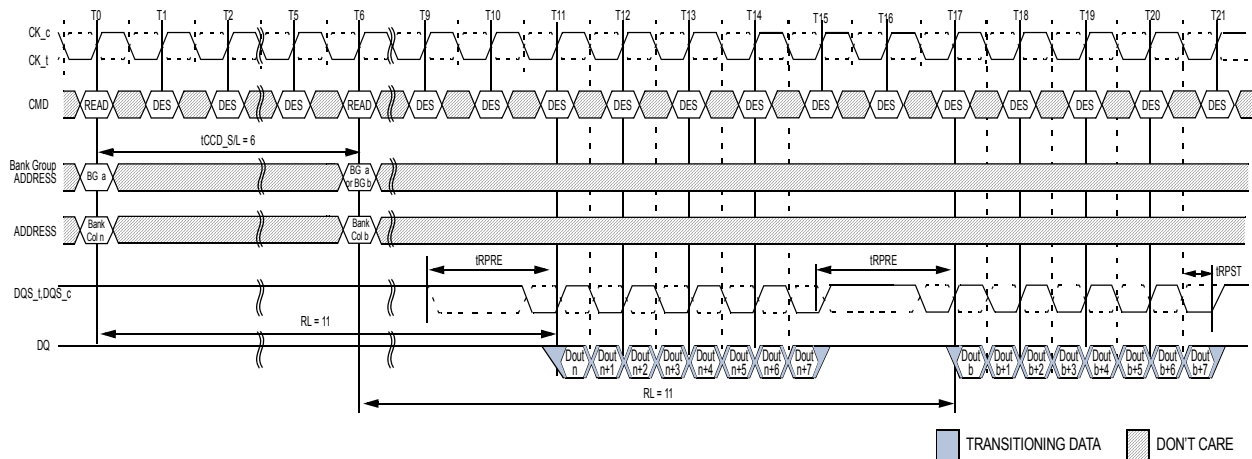 T0 T1 T2 T5 T6 T9 T10 T11 T12 T13 T14 T15 T16 T17 T18 T19 T20 T21
CK_c
CK_t
CMD READ DES DES DES READ DES DES DES DES DES DES DES DES DES DES DES DES DES
tCCD_S/L = 6
Bank Group
ADDRESS
BG a
BG a
or BG b
ADDRESS
Bank
Col n
Bank
Col b
tRPRE tRPRE tRPST
DQS_t,DQS_c
RL = 11
DQ
Dout
n
Dout
n+1
Dout
n+2
Dout
n+3
Dout
n+4
Dout
n+5
Dout
n+6
Dout
n+7
Dout
b
Dout
b+1
Dout
b+2
Dout
b+3
Dout
b+4
Dout
b+5
Dout
b+6
Dout
b+7
RL = 11
TRANSITIONING DATA DON'T CARE